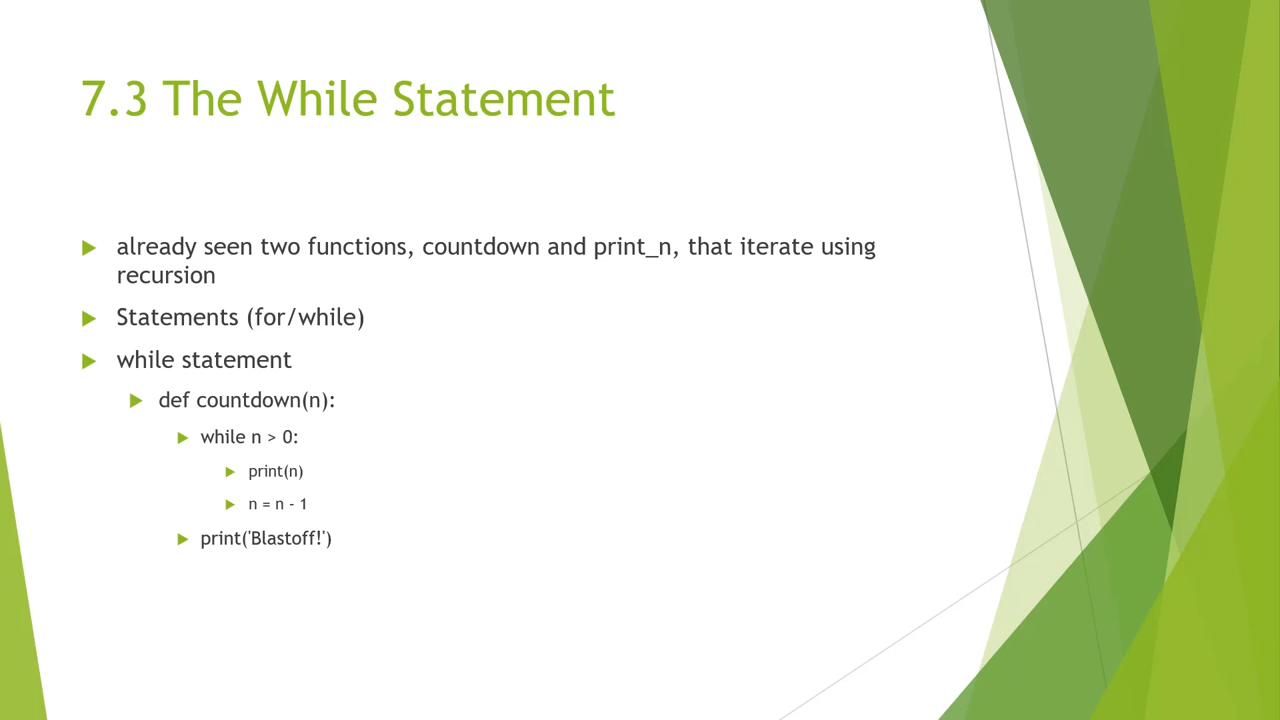 7.3 The While Statement
already seen two functions, countdown and print_n, that iterate using
recursion
Statements (for/while)
while statement
def countdown(n):
while n > 0:
print(n)
n = n - 1
print('Blastoff!')